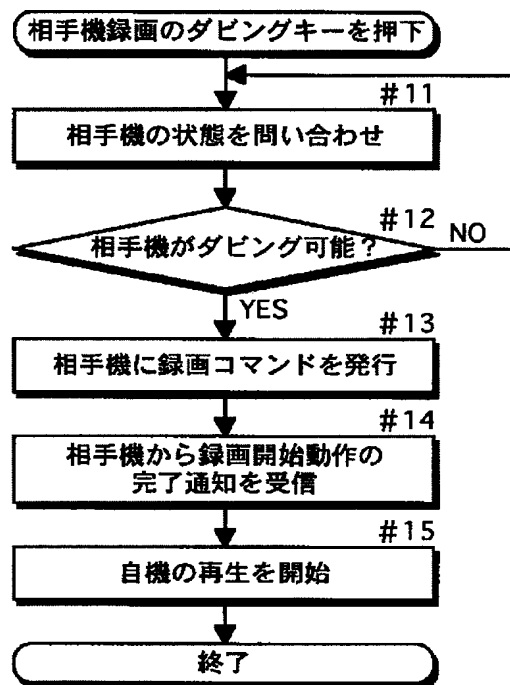 相手機録画のダビングキーを押下
#11
相手機の状態を問い合わせ
#12
相手機がダビング可能?
NO
YES
#13
相手機に録画コマンドを発行
#14
相手機から録画開始動作の
完了通知を受信
#15
自機の再生を開始
終了